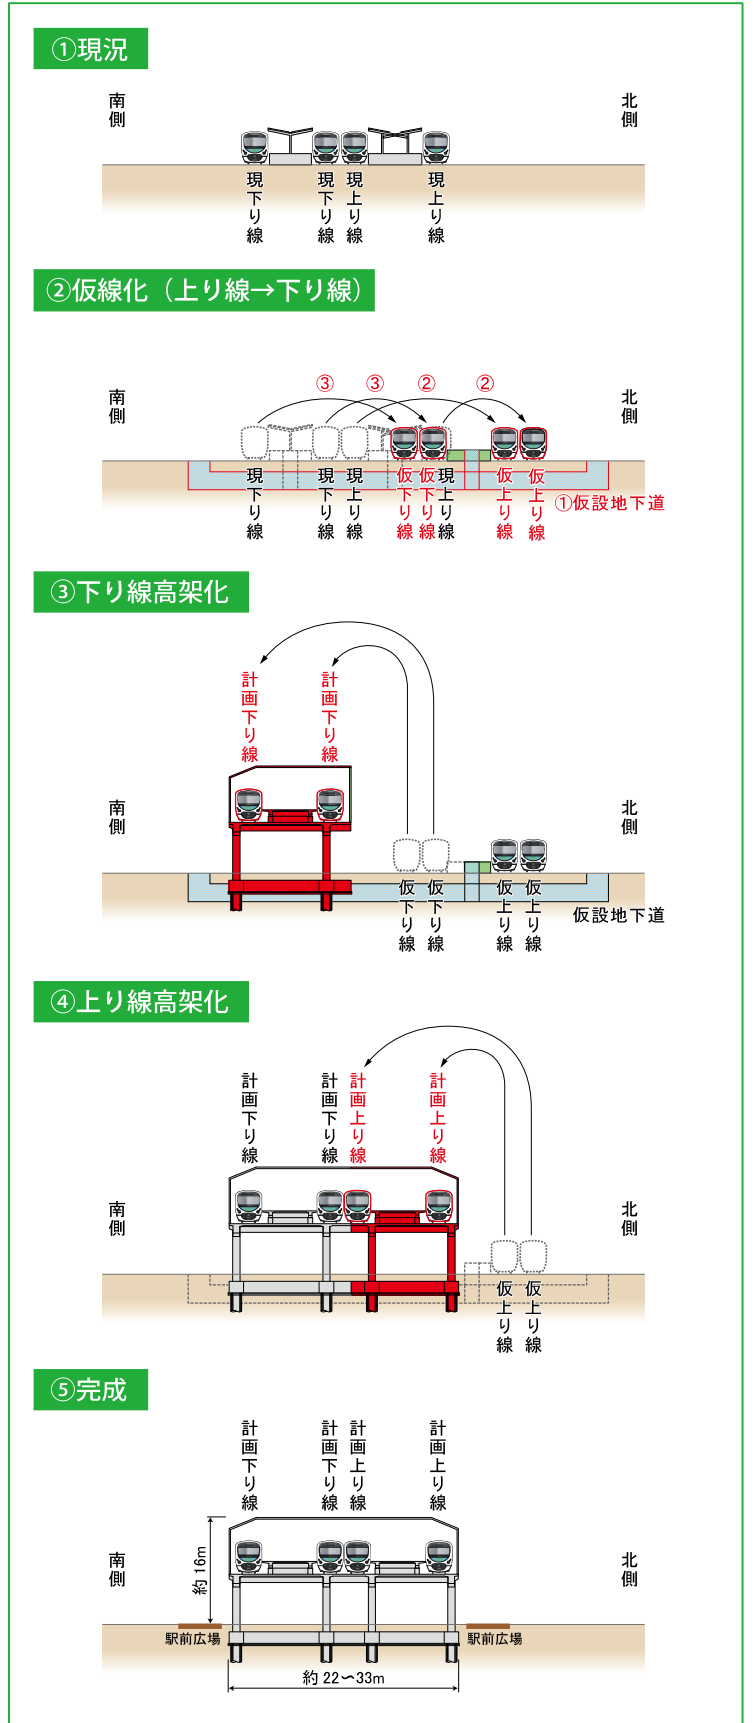 ①現況
南側
北側
現下り線
現下り線
現上り線
現上り線
②仮線化（上り線→下り線）
③
③
②
②
南側
北側
現下り線
現下り線
現上り線
仮下り線
仮下り線
現上り線
仮上り線
仮上り線
①仮設地下道
③下り線高架化
計画下り線
計画下り線
南側
北側
仮下り線
仮下り線
仮上り線
仮上り線
仮設地下道
④上り線高架化
計画下り線
計画下り線
計画上り線
計画上り線
南側
北側
仮上り線
仮上り線
⑤完成
計画下り線
計画下り線
計画上り線
計画上り線
南側
北側
約16m
駅前広場
駅前広場
約22〜33m